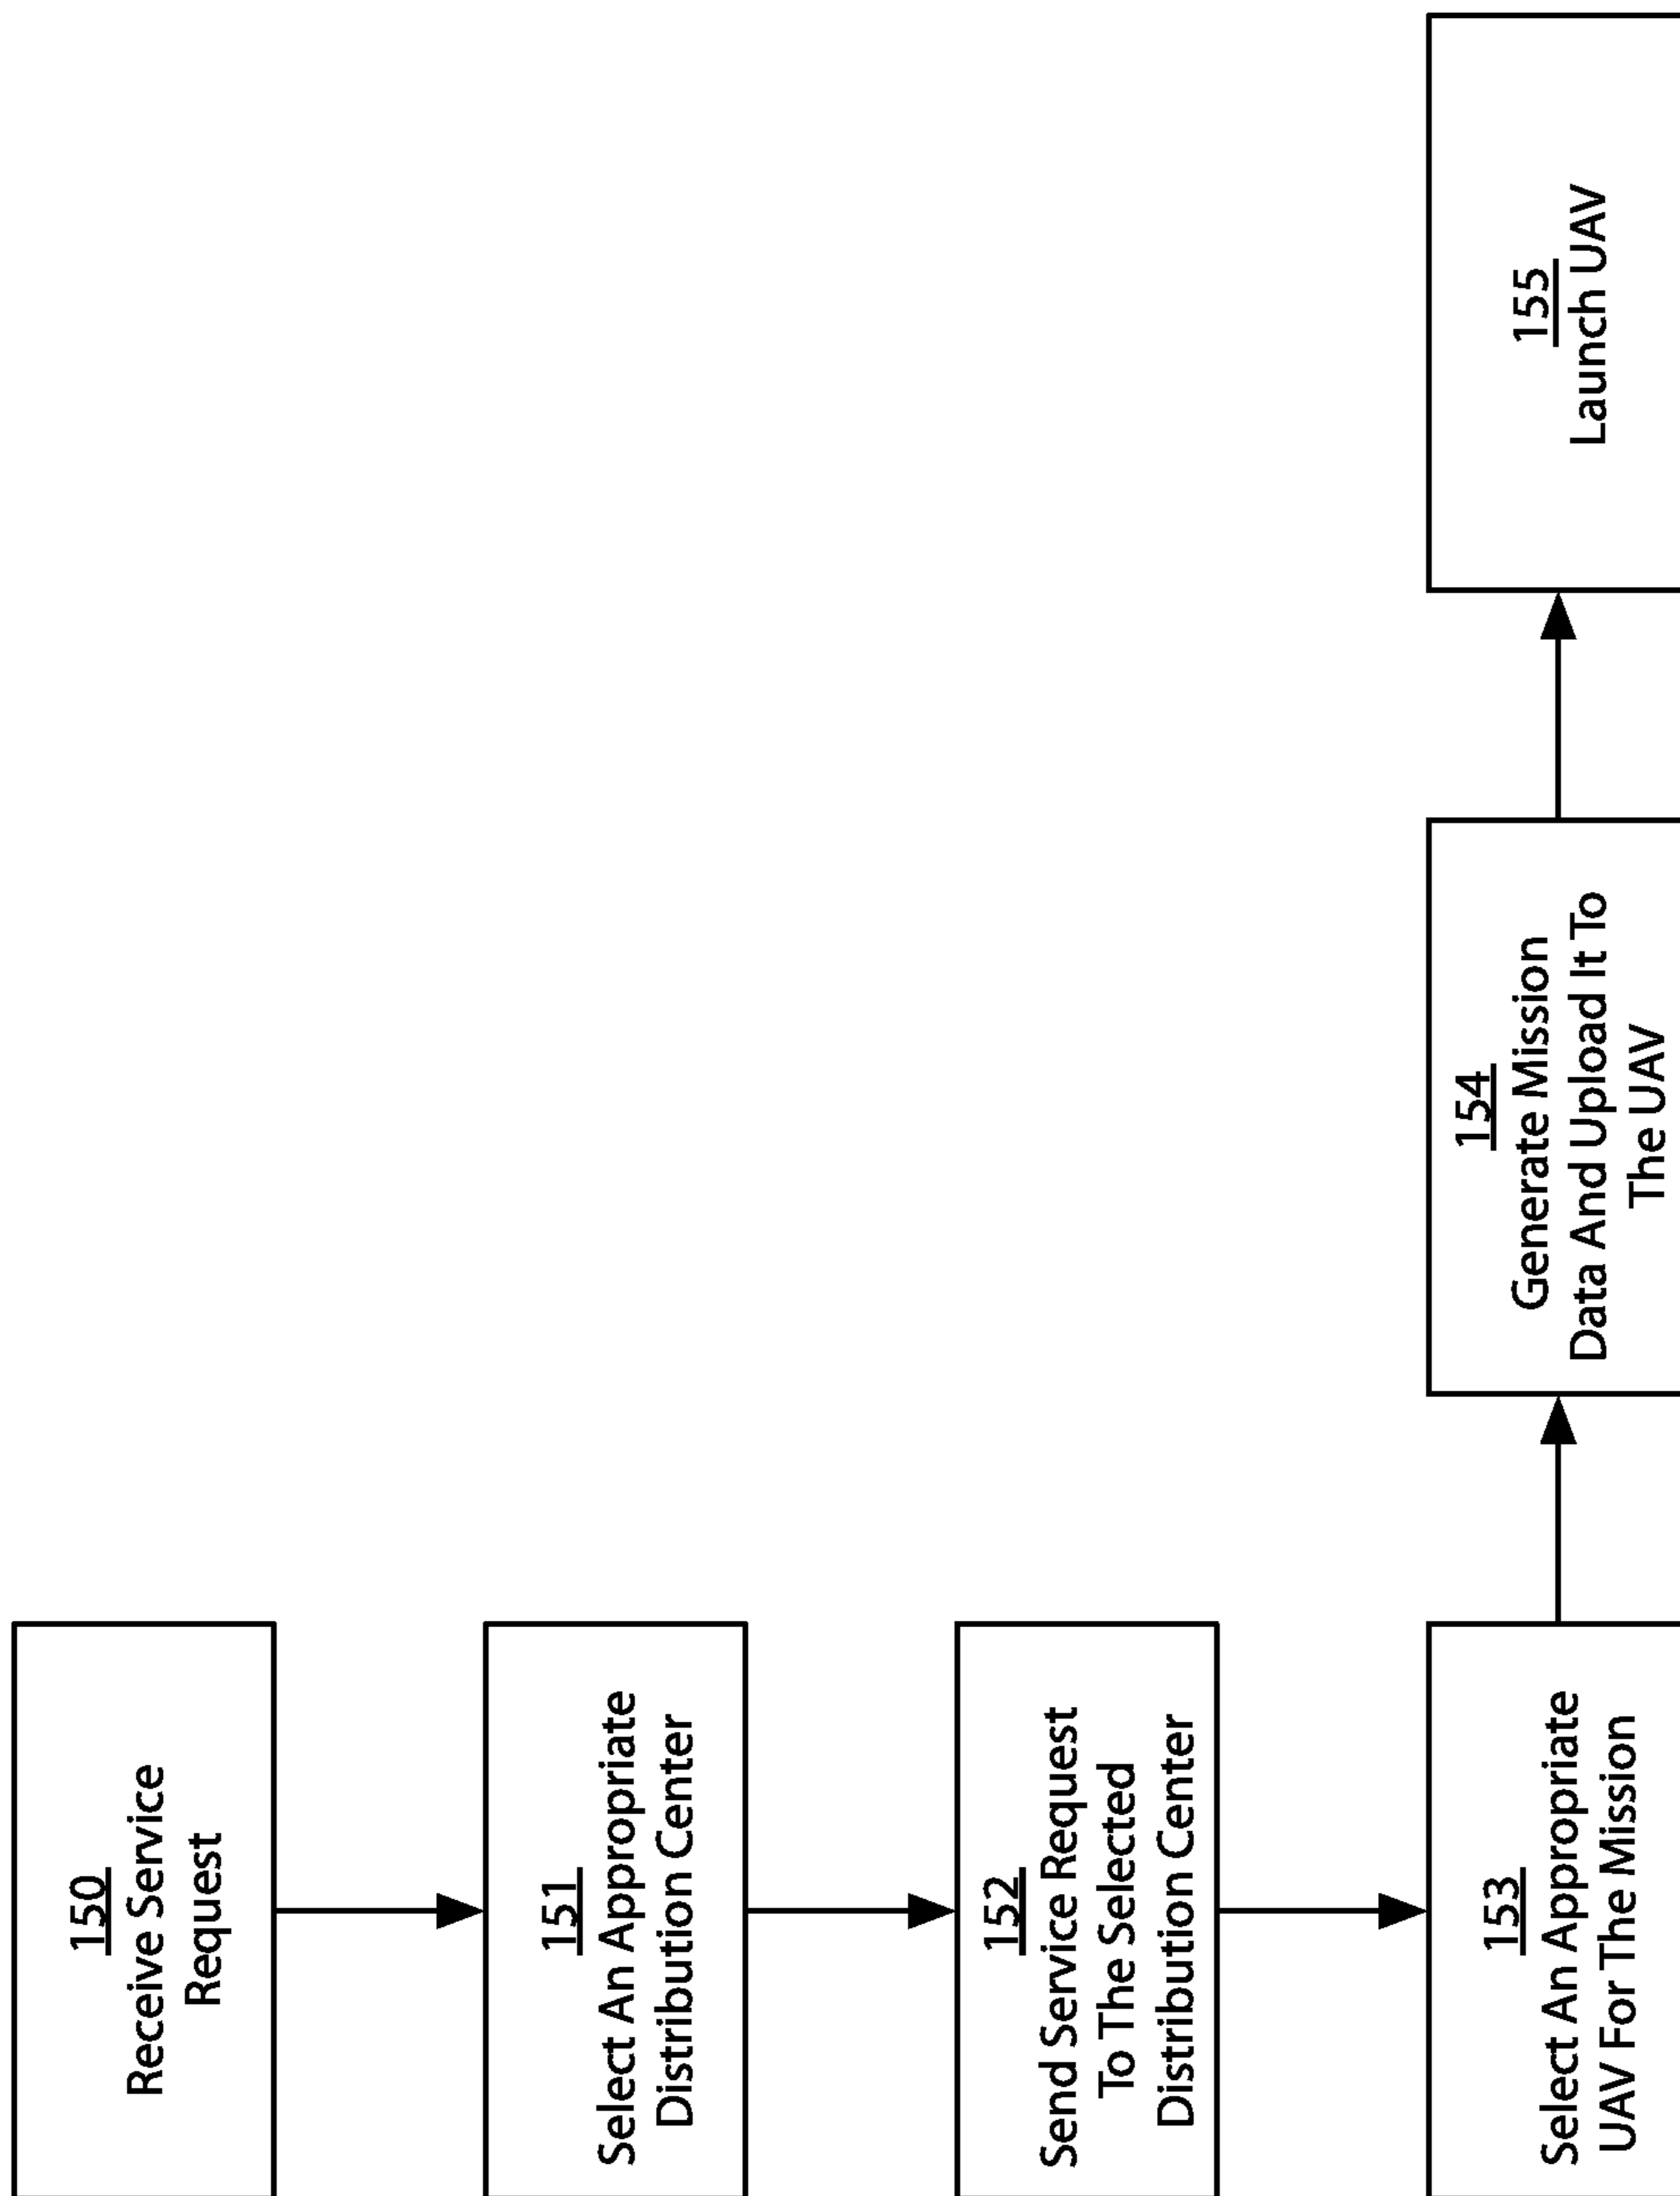 150
Receive Service
Request
151
Select An Appropriate
Distribution Center
152
Send Service Request
To The Selected
Distribution Center
153
Select An Appropriate
UAV For The Mission
154
Generate Mission
Data And Upload It To
The UAV
155
Launch UAV